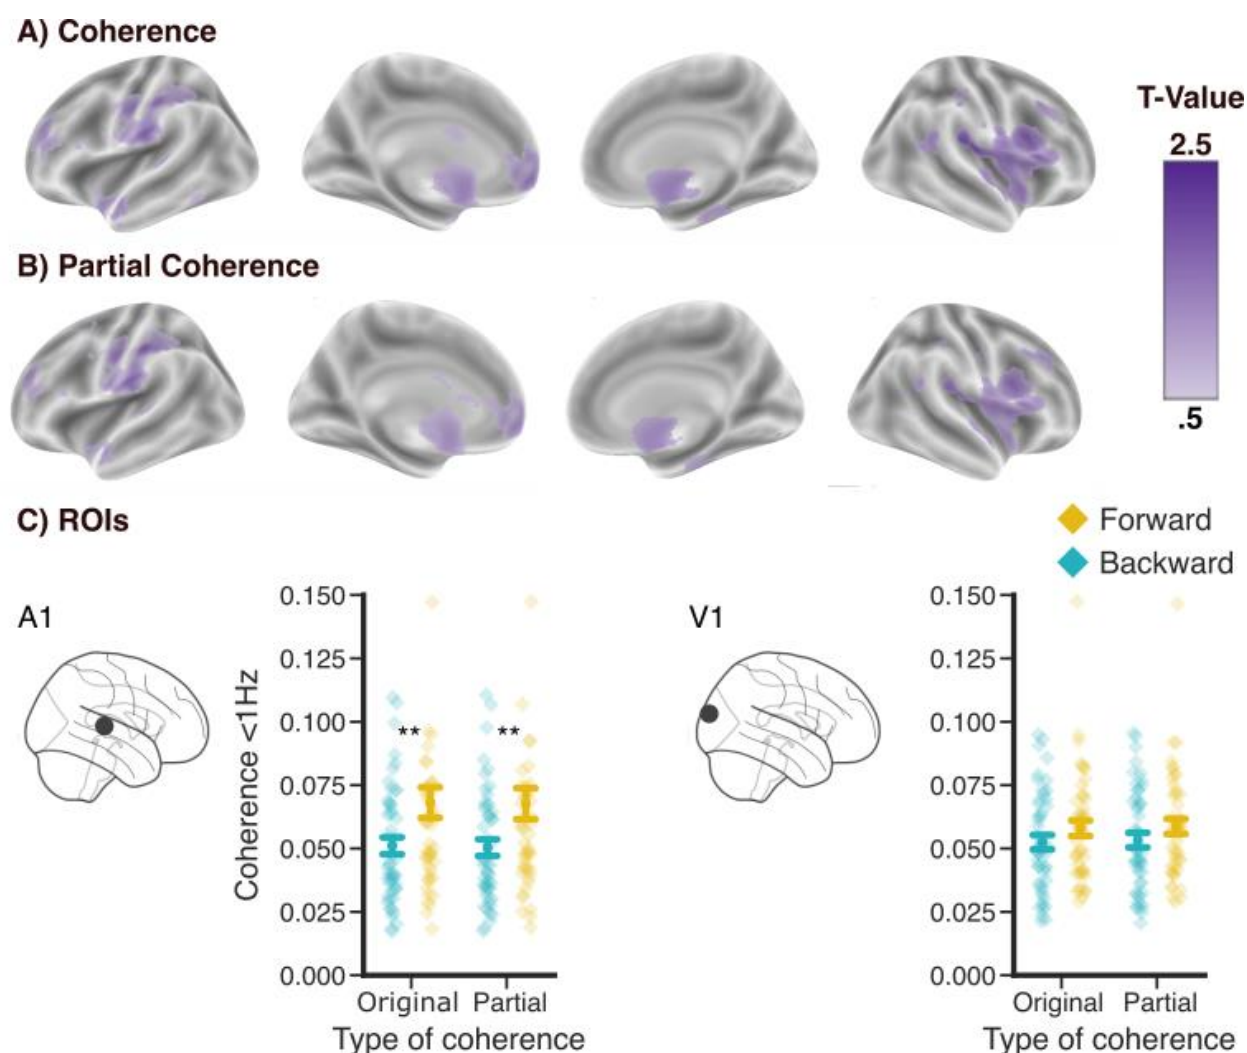 A) Coherence
T-Value
2.5
B) Partial Coherence
.5
C) ROIs
Forward
Backward
A1
Coherence <1Hz
0.150
0.125
0.100
0.075
0.050
0.025
0.000
** **
Original Partial
Type of coherence
V1
0.150
0.125
0.100
0.075
0.050
0.025
0.000
Original Partial
Type of coherence